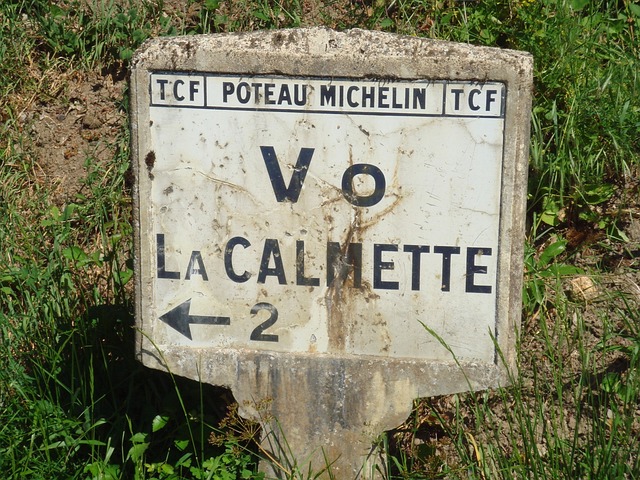 TCF POTEAU MICHELIN TCF
Vo
LA CALMETTE
2